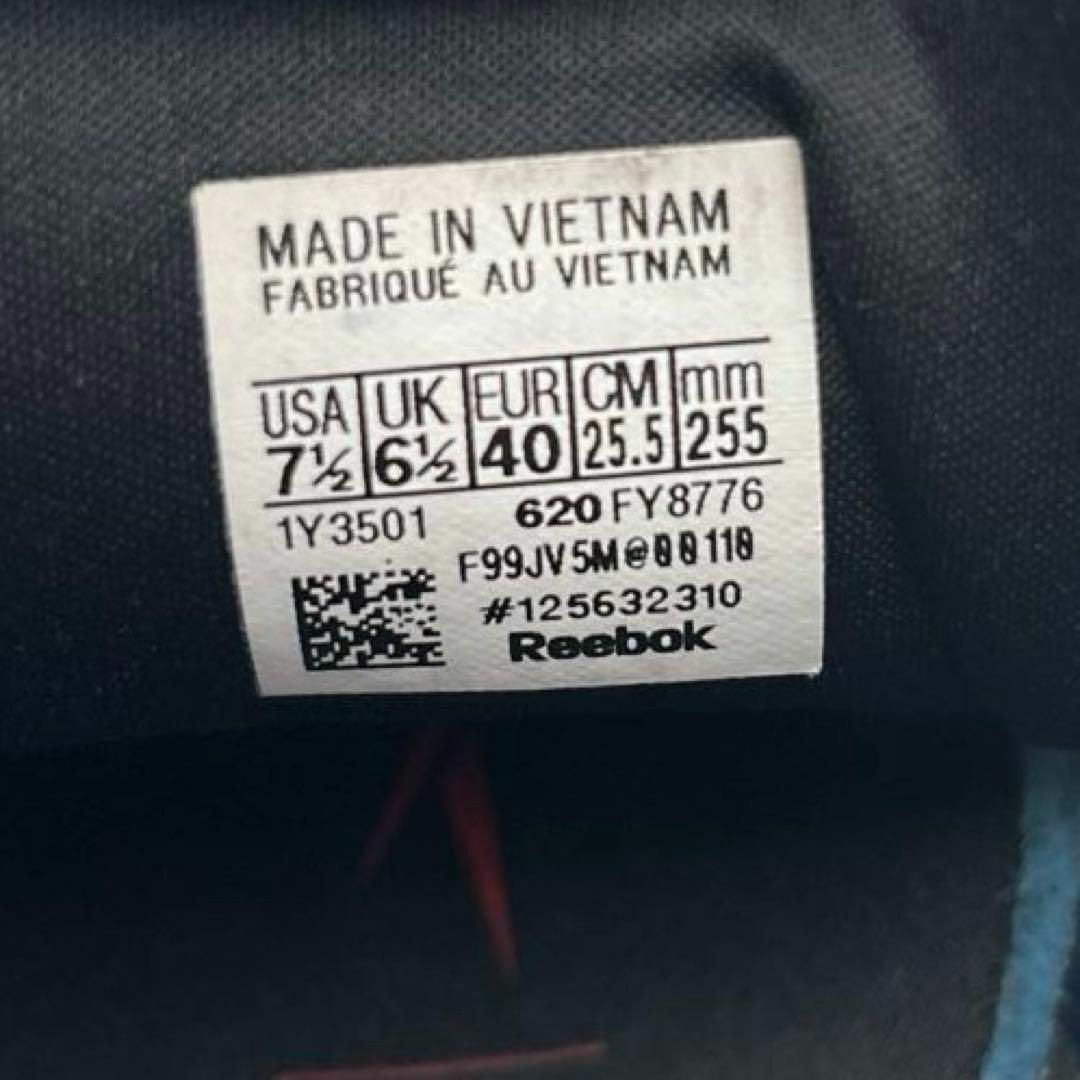 MADE IN VIETNAM
FABRIQUÉ AU VIETNAM
USA UK EUR CM mm
7½ 6½ 40 25.5 255
1Y3501 620 FY8776
F99JV5M@00110
#125632310
Reebok